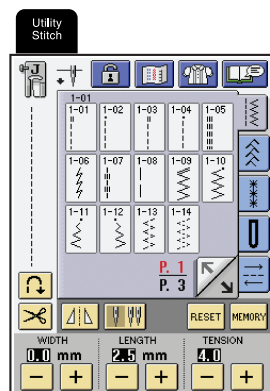 Utility
Stitch
J
1-01
1-01 1-02 1-03 1-04 1-05
1-06 1-07 1-08 1-09 1-10
1-11 1-12 1-13 1-14
P. 1
P. 3
RESET MEMORY
WIDTH LENGTH TENSION
0.0 mm 2.5 mm 4.0
- + - + - +